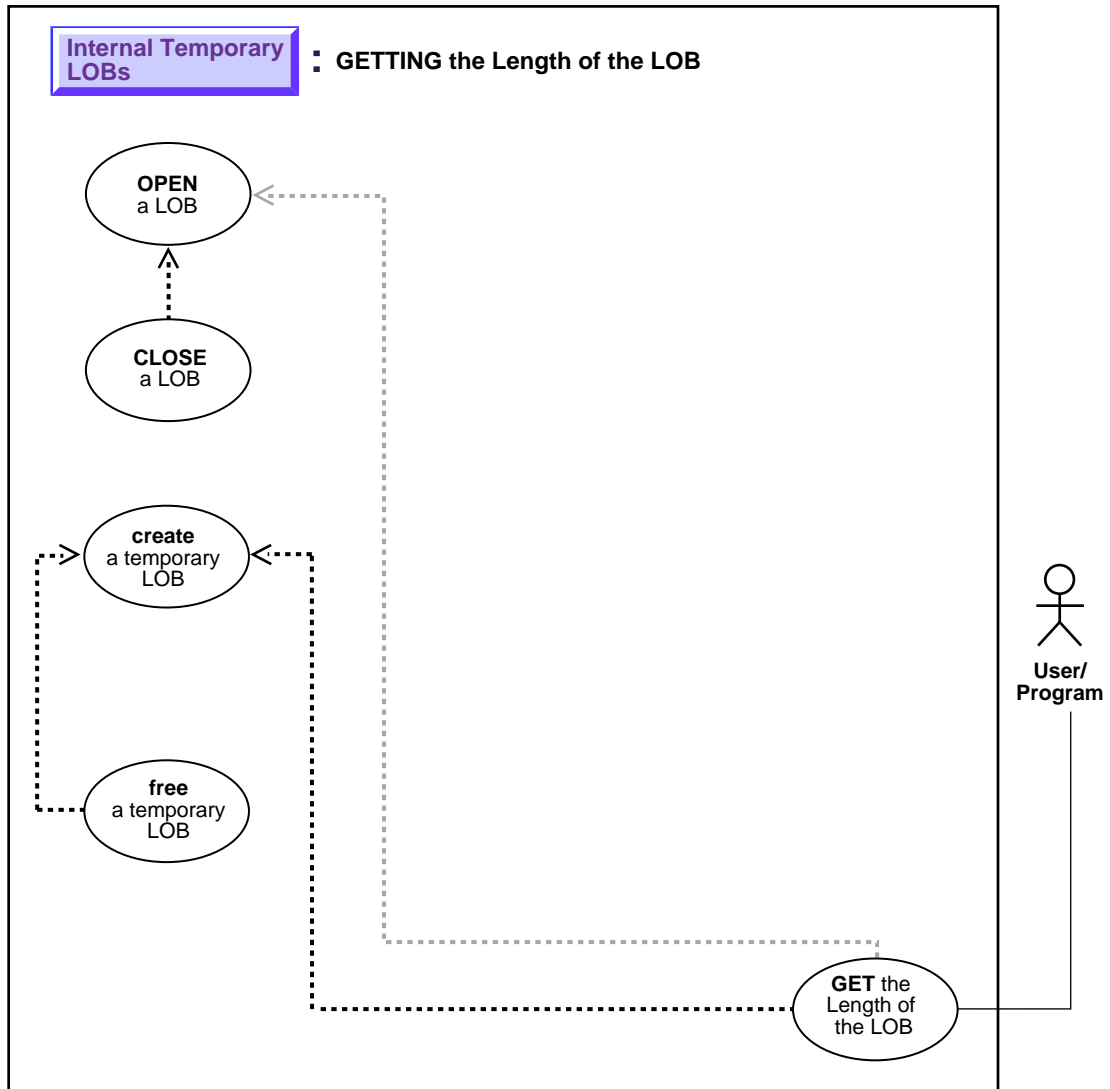 Internal Temporary
LOBs
: GETTING the Length of the LOB
OPEN
a LOB
CLOSE
a LOB
create
a temporary
LOB
User/
Program
free
a temporary
LOB
GET the
Length of
the LOB